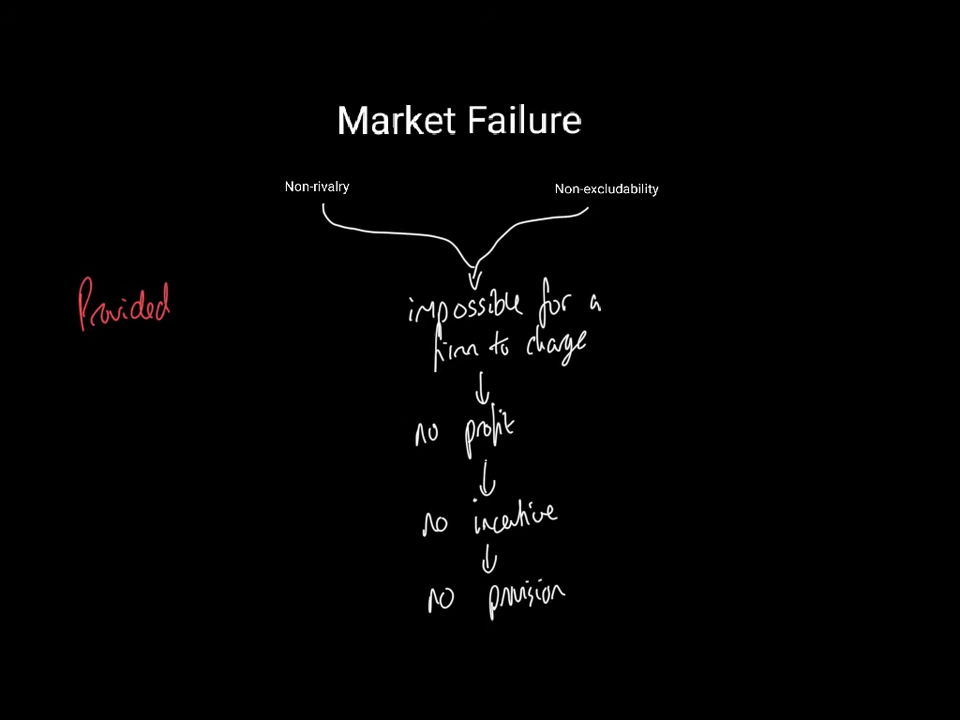 Market Failure
Non-rivalry
Non-excludability
Provided
impossible for a
firm to charge
no profit
no incentive
no provision